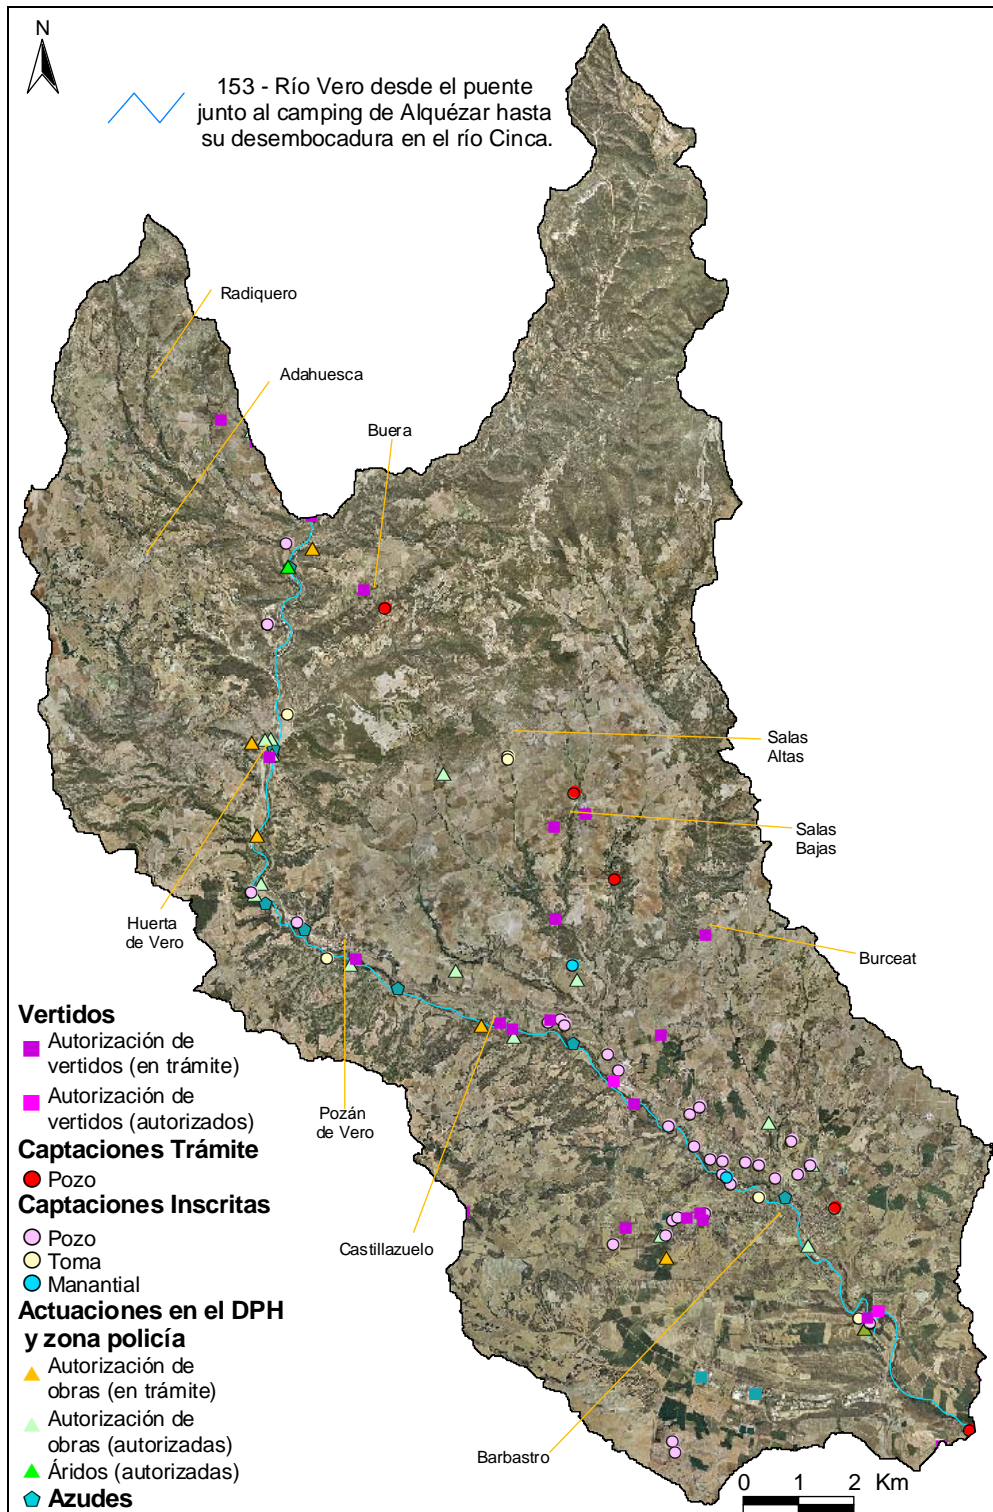 N
153 - Río Vero desde el puente
junto al camping de Alquézar hasta
su desembocadura en el río Cinca.
Radiquero
Adahuesca
Buera
Salas
Altas
Salas
Bajas
Huerta
de Vero
Burceat
Pozán
de Vero
Castillazuelo
Barbastro
Vertidos
Autorización de
vertidos (en trámite)
Autorización de
vertidos (autorizados)
Captaciones Trámite
Pozo
Captaciones Inscritas
Pozo
Toma
Manantial
Actuaciones en el DPH
y zona policía
Autorización de
obras (en trámite)
Autorización de
obras (autorizadas)
Áridos (autorizadas)
Azudes
0 1 2 Km